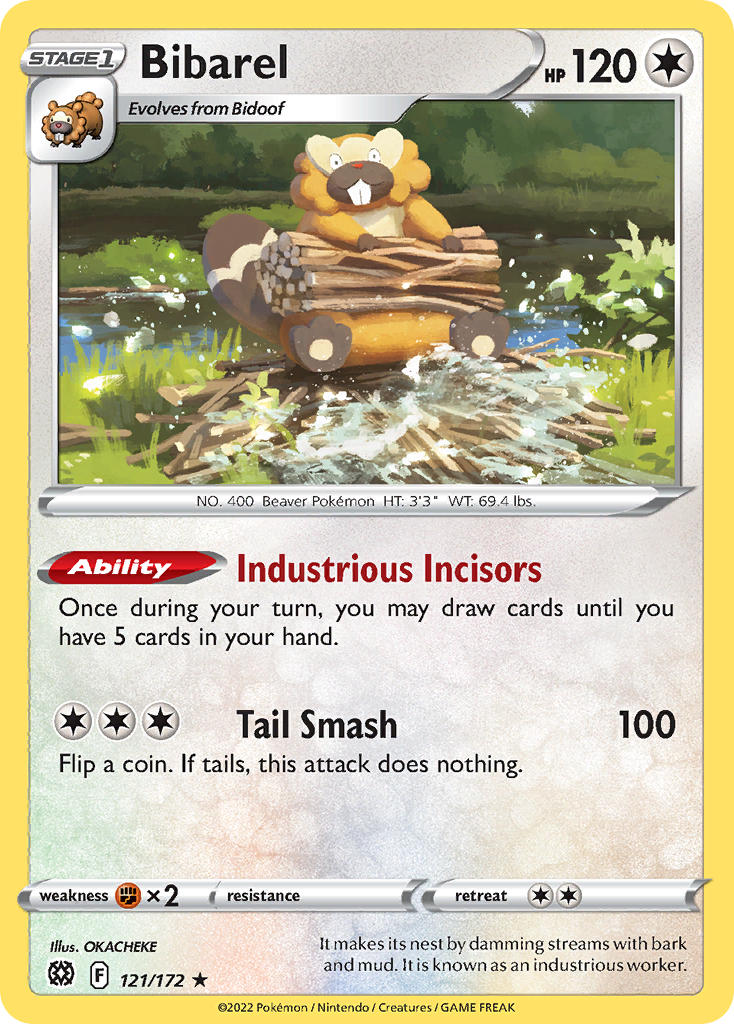 STAGE 1
Bibarel
HP 120
Evolves from Bidoof
NO. 400 Beaver Pokémon HT: 3'3" WT: 69.4 lbs.
Ability Industrious Incisors
Once during your turn, you may draw cards until you
have 5 cards in your hand.
Tail Smash 100
Flip a coin. If tails, this attack does nothing.
weakness ×2 resistance retreat
Illus. OKACHEKE
It makes its nest by damming streams with bark
and mud. It is known as an industrious worker.
F 121/172 ★
©2022 Pokémon / Nintendo / Creatures / GAME FREAK